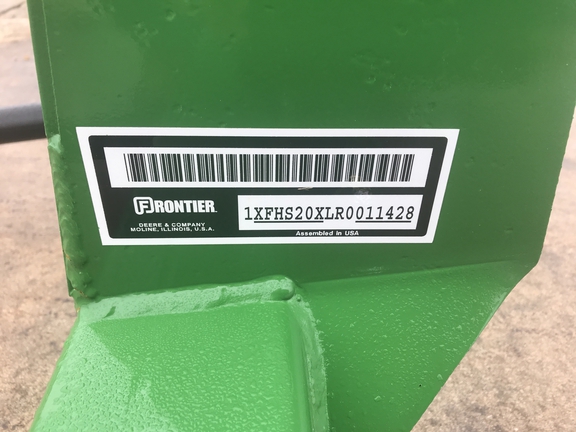 FRONTIER
1XFHS20XLR0011428
DEERE & COMPANY
MOLINE, ILLINOIS, U.S.A.
Assembled in USA